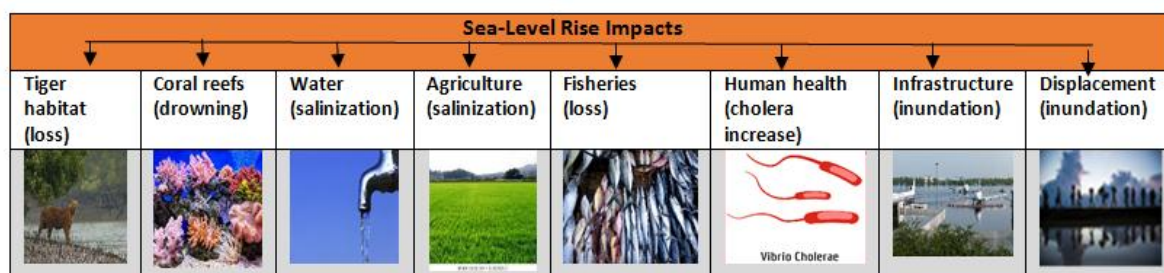 Sea-Level Rise Impacts
Tiger
habitat
(loss)
Coral reefs
(drowning)
Water
(salinization)
Agriculture
(salinization)
Fisheries
(loss)
Human health
(cholera
increase)
Infrastructure
(inundation)
Displacement
(inundation)
Vibrio Cholerae